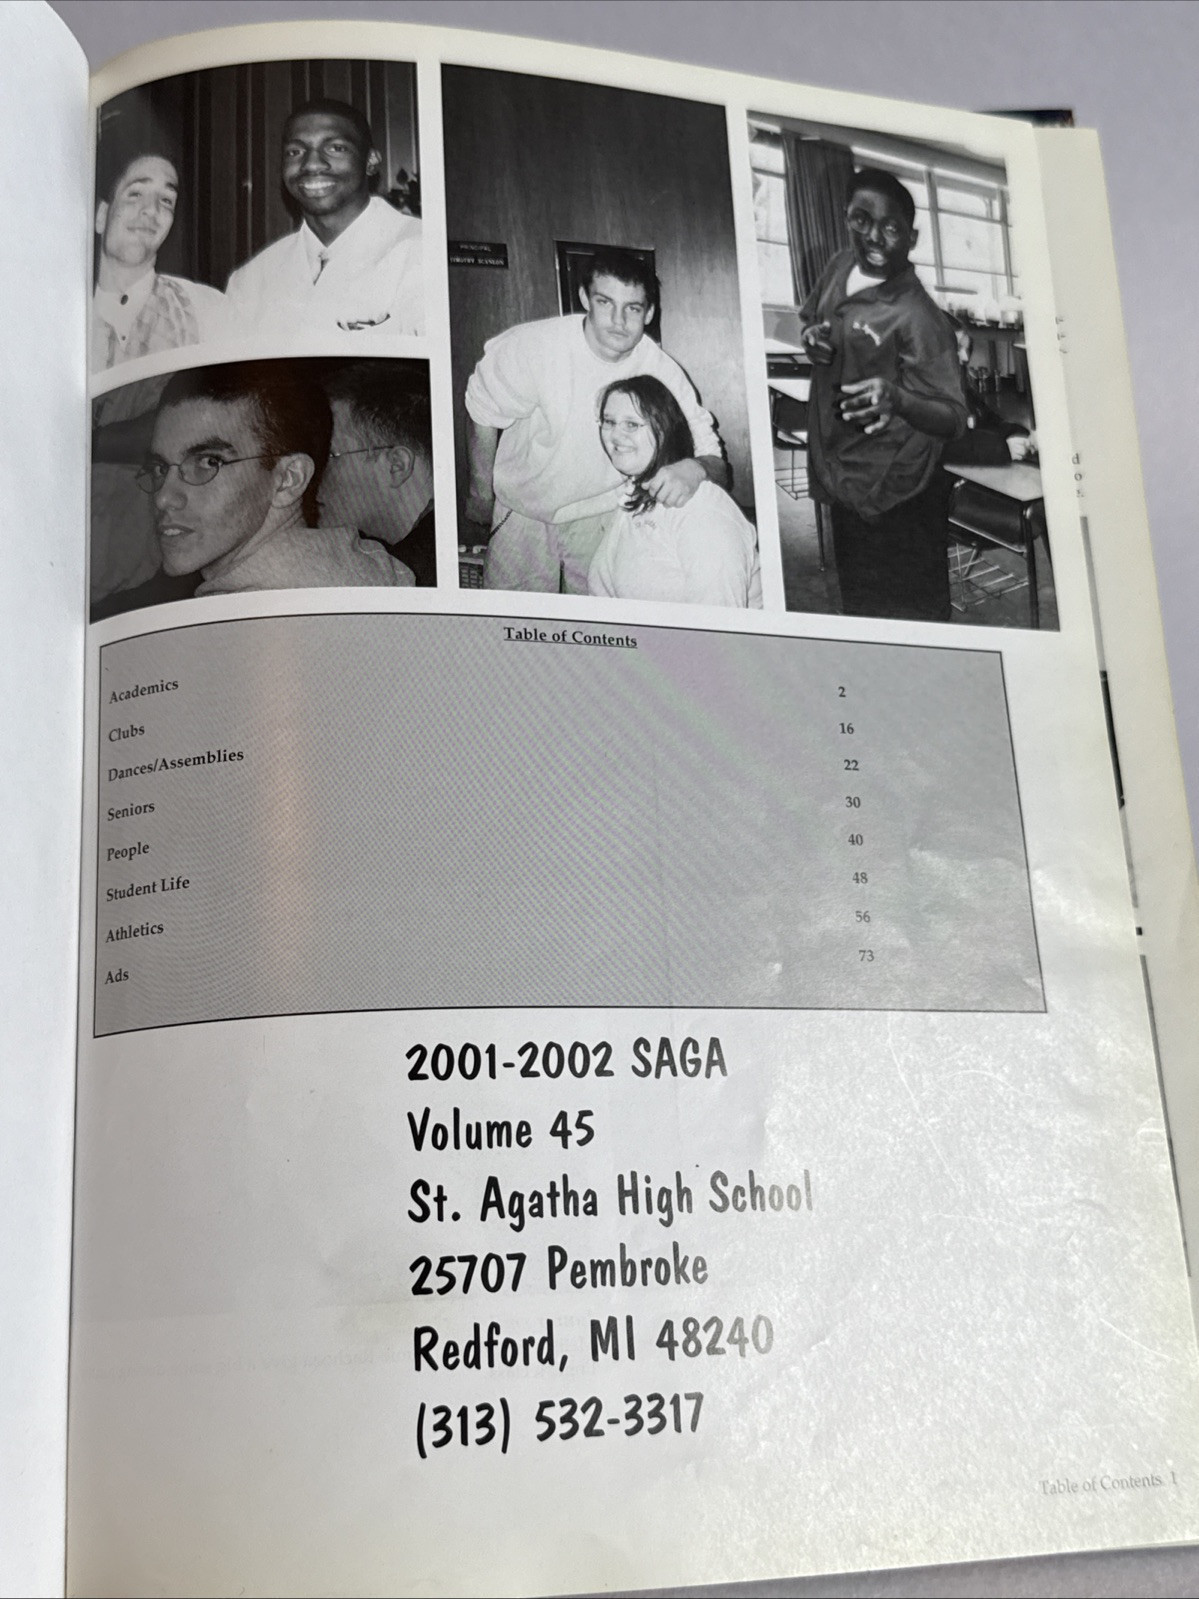 PRINCIPAL
TIMOTHY
Table of Contents
Academics 2
Clubs 16
Dances/Assemblies 22
Seniors 30
People 40
Student Life 48
Athletics 56
Ads 73
2001-2002 SAGA
Volume 45
St. Agatha High School
25707 Pembroke
Redford, MI 48240
(313) 532-3317
Table of Contents 1